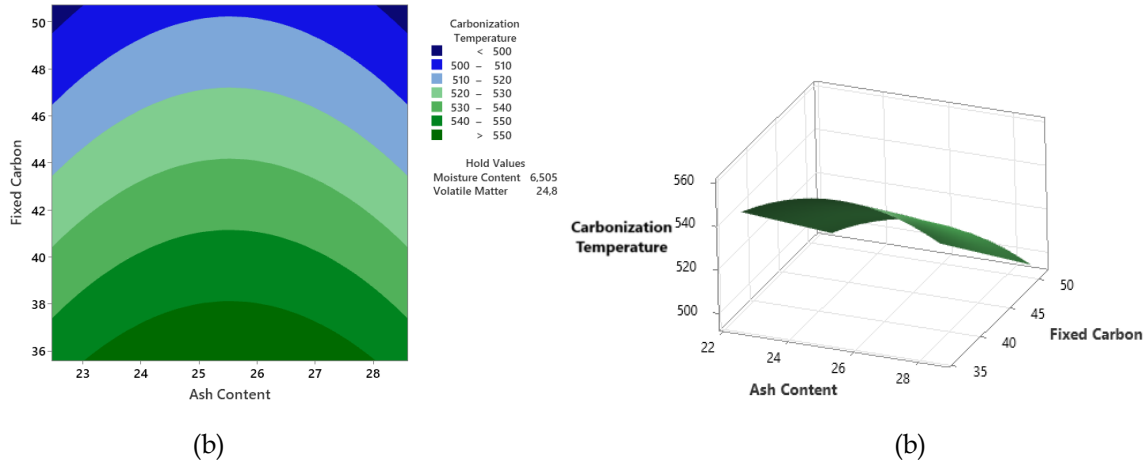 50
48
46
44
42
40
38
36
Fixed Carbon
23 24 25 26 27 28
Ash Content
Carbonization
Temperature
< 500
500 – 510
510 – 520
520 – 530
530 – 540
540 – 550
> 550
Hold Values
Moisture Content 6,505
Volatile Matter 24,8
(b)
560
540
520
500
Carbonization
Temperature
22 24 26 28
Ash Content
50
45
40
35
Fixed Carbon
(b)